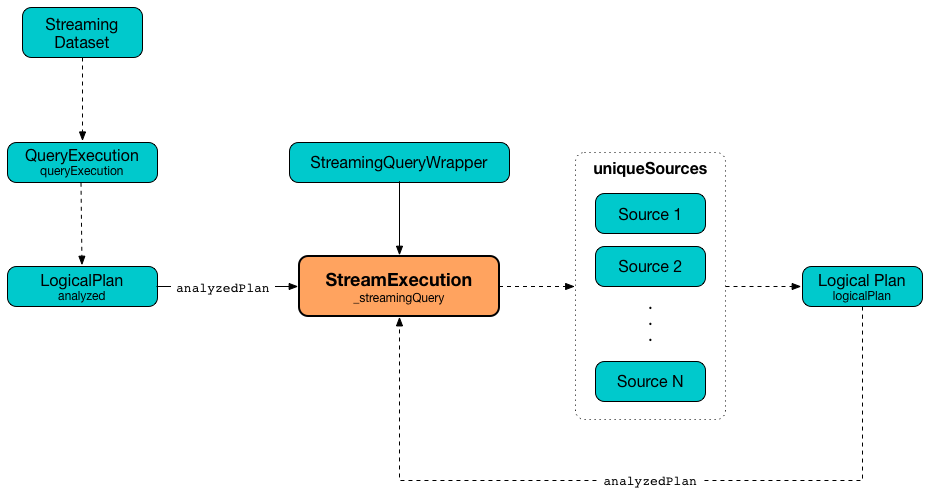 Streaming
Dataset
QueryExecution
queryExecution
StreamingQueryWrapper
uniqueSources
Source 1
Source 2
.
.
.
Source N
LogicalPlan
analyzed
analyzedPlan
StreamExecution
_streamingQuery
Logical Plan
logicalPlan
analyzedPlan